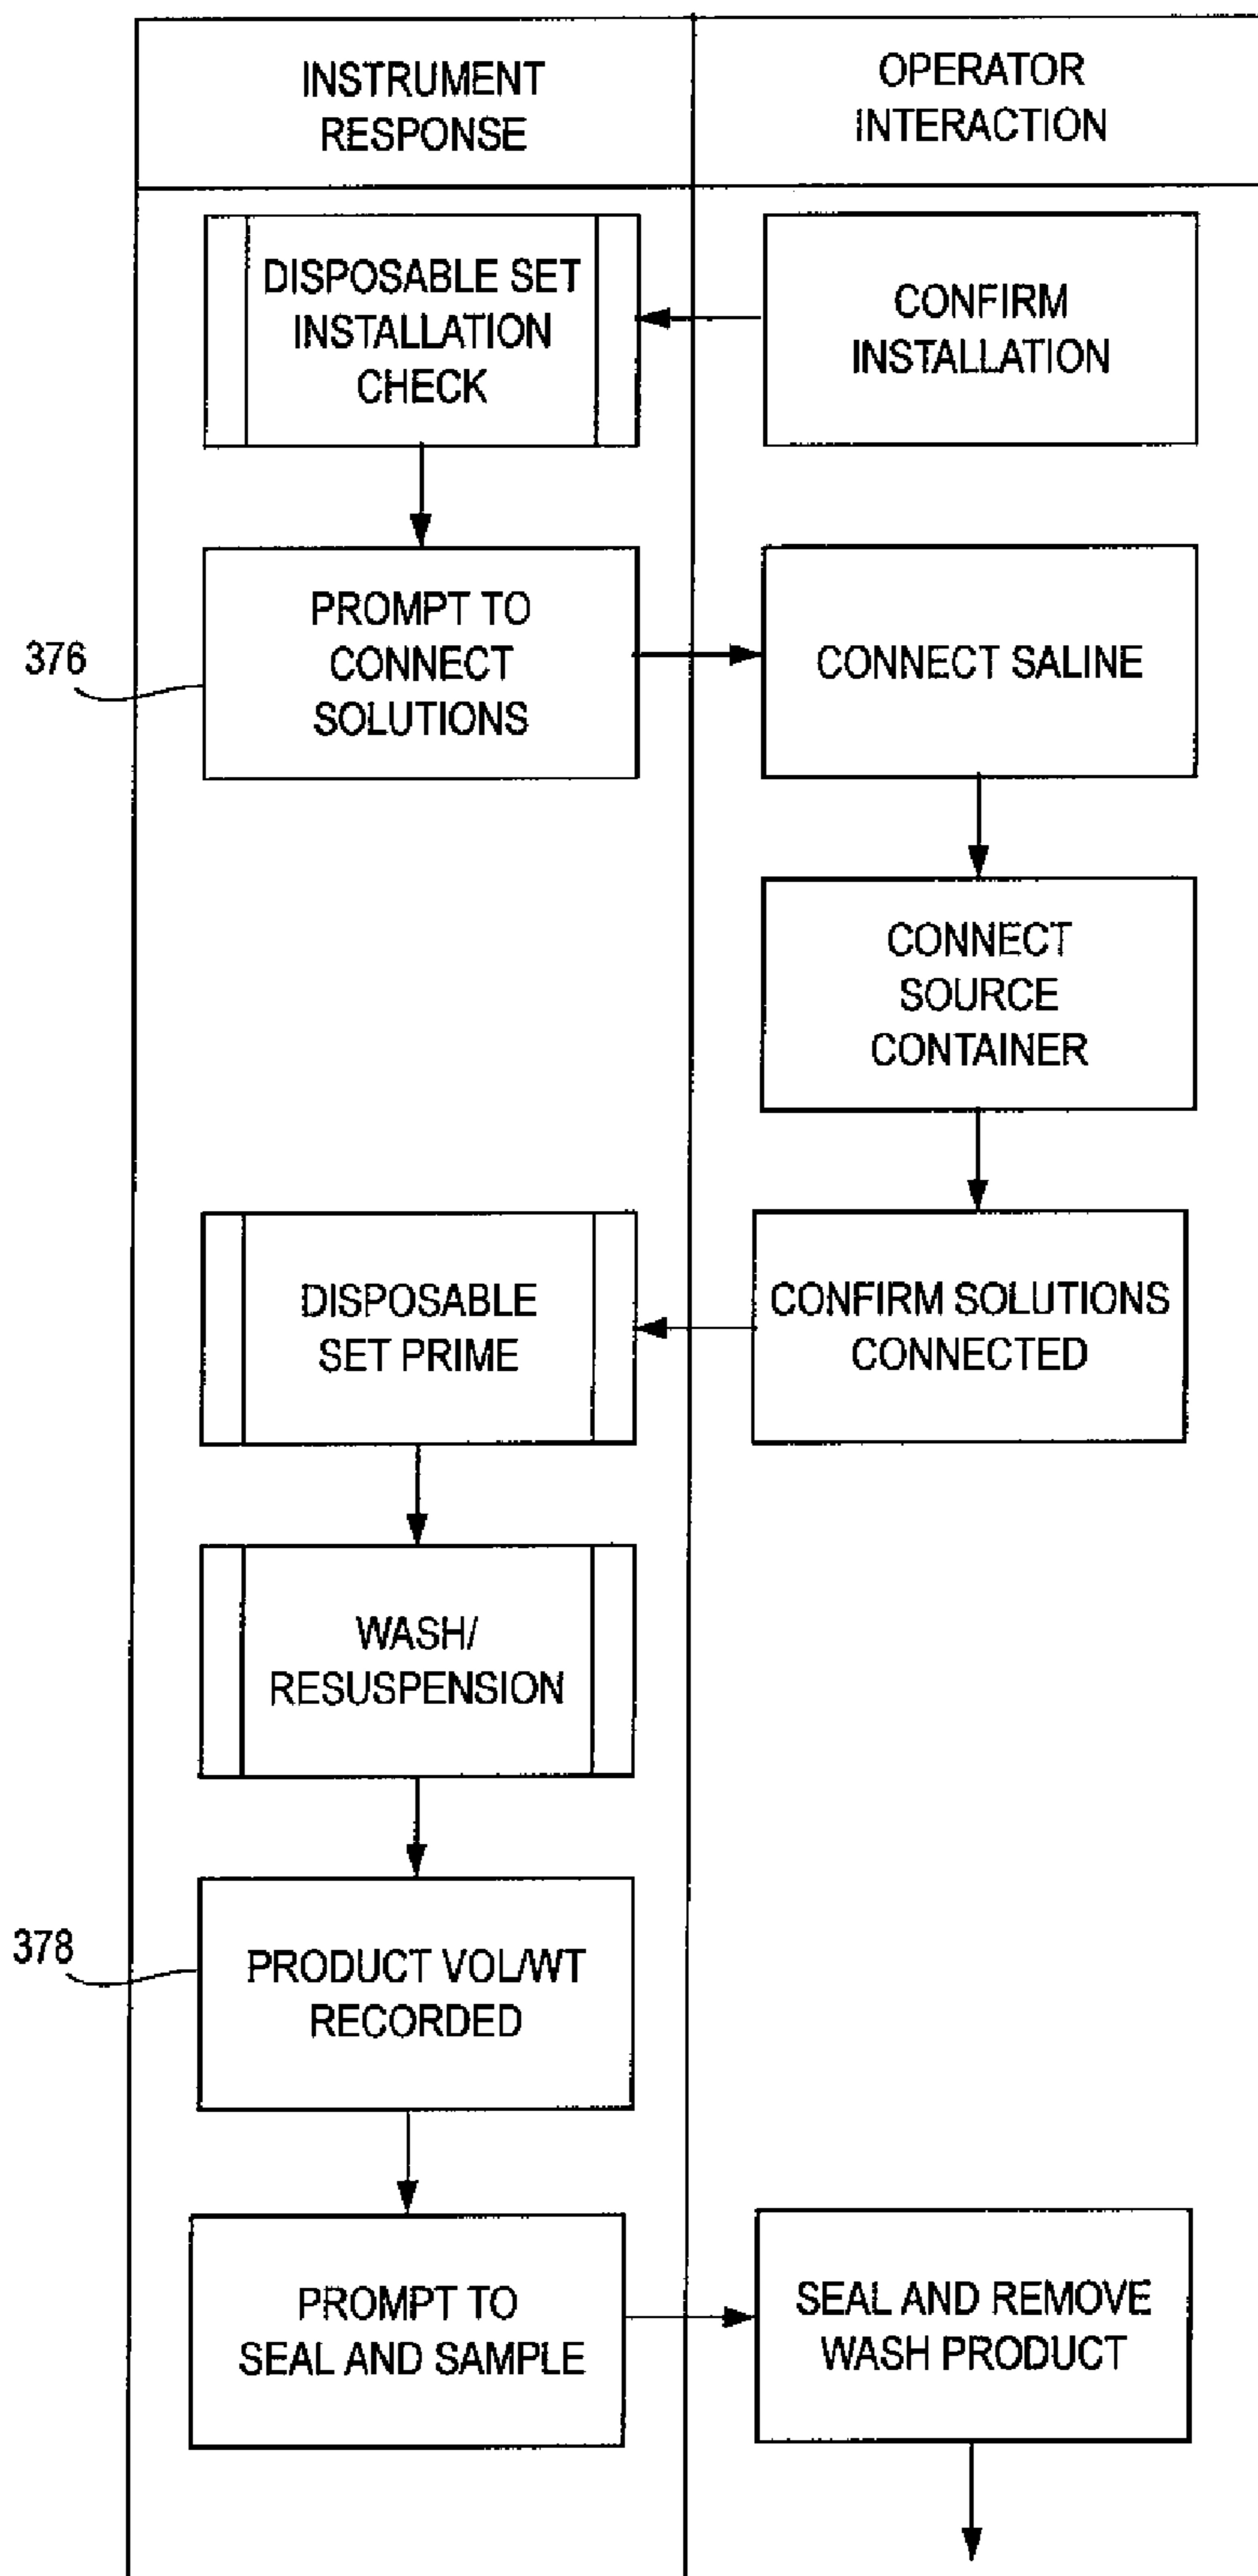 INSTRUMENT
RESPONSE
OPERATOR
INTERACTION
DISPOSABLE SET
INSTALLATION
CHECK
CONFIRM
INSTALLATION
376
PROMPT TO
CONNECT
SOLUTIONS
CONNECT SALINE
CONNECT
SOURCE
CONTAINER
DISPOSABLE
SET PRIME
CONFIRM SOLUTIONS
CONNECTED
WASH/
RESUSPENSION
378
PRODUCT VOL/WT
RECORDED
PROMPT TO
SEAL AND SAMPLE
SEAL AND REMOVE
WASH PRODUCT